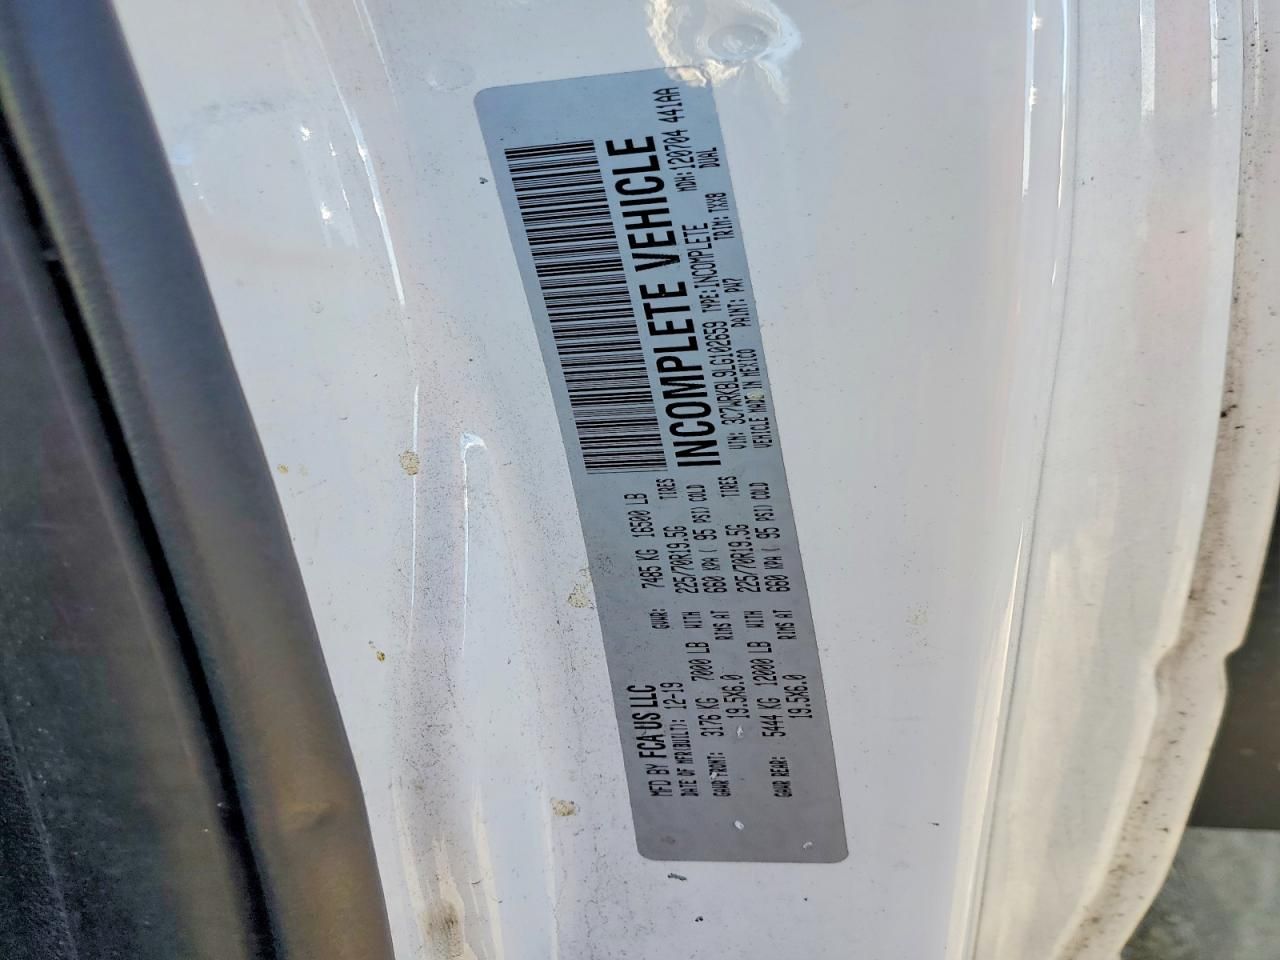 MFD BY FCA US LLC
DATE OF MFR(BUILT): 12-19
GVWR: 7485 KG 16500 LB
GAWR FRONT: 3176 KG 7000 LB WITH 225/70R19.5G TIRES
19.5X6.0 RIMS AT 660 KPA ( 95 PSI) COLD
GAWR REAR: 5444 KG 12000 LB WITH 225/70R19.5G TIRES
19.5X6.0 RIMS AT 660 KPA ( 95 PSI) COLD
INCOMPLETE VEHICLE
MDH: 120704 441AA
VIN: 3C7WRKBL9LG102659 TYPE: INCOMPLETE DUAL
VEHICLE MADE IN MEXICO PAINT: PW7 TRIM: TXX8